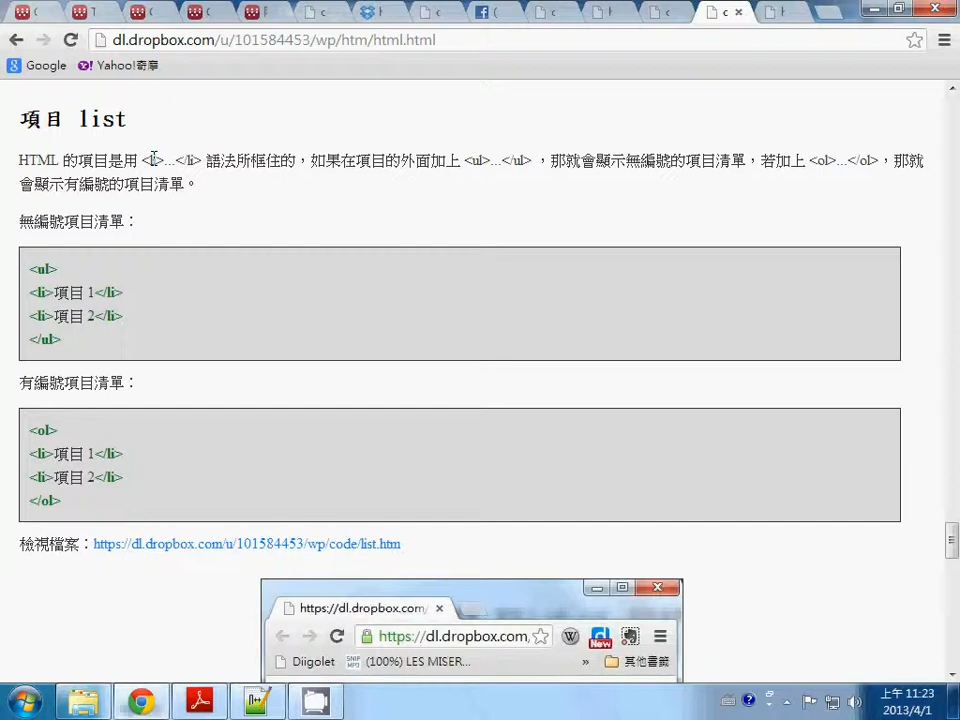 dl.dropbox.com/u/101584453/wp/htm/html.html
Google Yahoo!奇摩
項目 list
HTML 的項目是用 <li>...</li> 語法所框住的，如果在項目的外面加上 <ul>...</ul> ，那就會顯示無編號的項目清單，若加上 <ol>...</ol>，那就
會顯示有編號的項目清單。
無編號項目清單：
<ul>
<li>項目 1</li>
<li>項目 2</li>
</ul>
有編號項目清單：
<ol>
<li>項目 1</li>
<li>項目 2</li>
</ol>
檢視檔案：https://dl.dropbox.com/u/101584453/wp/code/list.htm
https://dl.dropbox.com/
https://dl.dropbox.com, New
Diigolet SNIP MP3 (100%) LES MISER... » 其他書籤
上午 11:23
2013/4/1